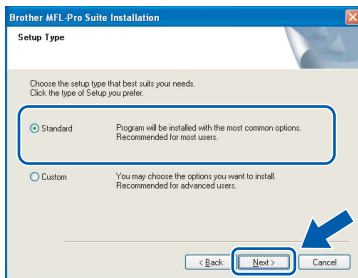 Brother MFL-Pro Suite Installation
Setup Type
Choose the setup type that best suits your needs.
Click the type of Setup you prefer.
Standard
Program will be installed with the most common options.
Recommended for most users.
Custom
You may choose the options you want to install.
Recommended for advanced users.
< Back
Next >
Cancel